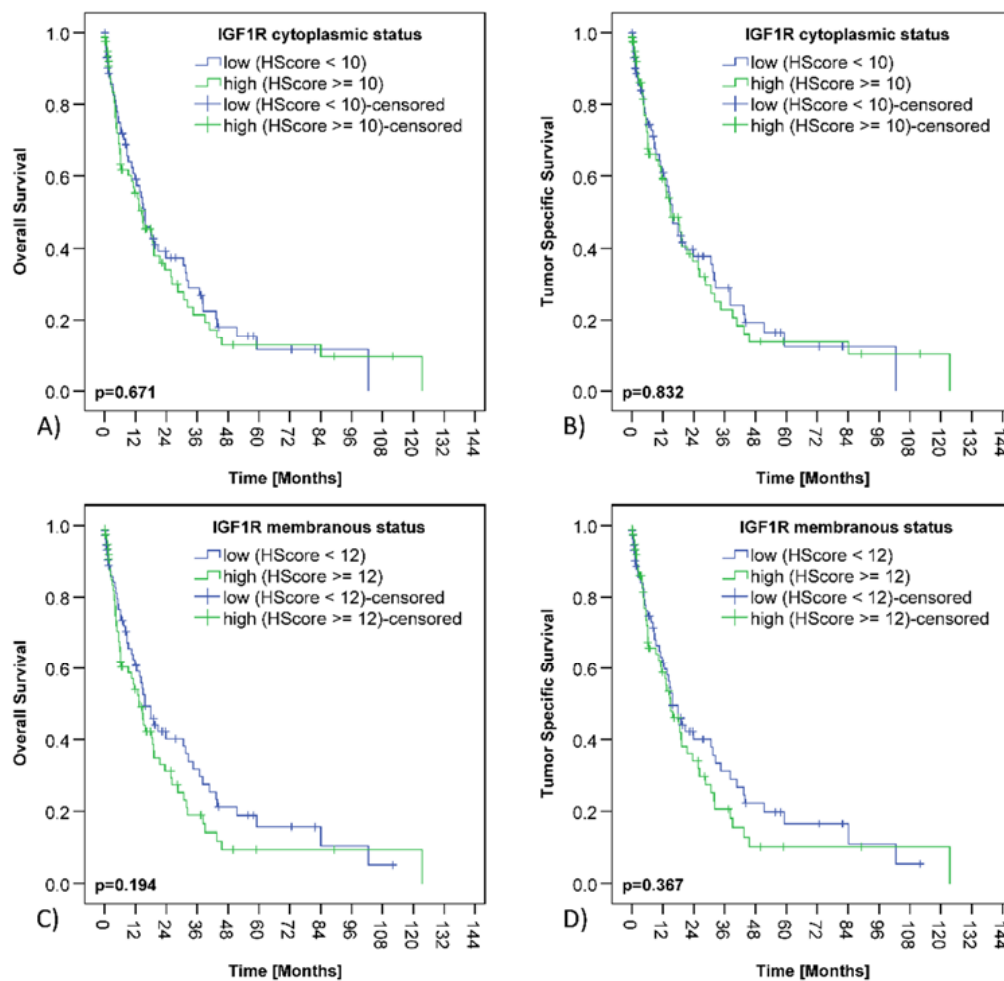 IGF1R cytoplasmic status
low (HScore < 10)
high (HScore >= 10)
low (HScore < 10)-censored
high (HScore >= 10)-censored
Overall Survival
1.0
0.8
0.6
0.4
0.2
0.0
p=0.671
A)
0 12 24 36 48 60 72 84 96 108 120 132 144
Time [Months]
IGF1R cytoplasmic status
low (HScore < 10)
high (HScore >= 10)
low (HScore < 10)-censored
high (HScore >= 10)-censored
Tumor Specific Survival
1.0
0.8
0.6
0.4
0.2
0.0
p=0.832
B)
0 12 24 36 48 60 72 84 96 108 120 132 144
Time [Months]
IGF1R membranous status
low (HScore < 12)
high (HScore >= 12)
low (HScore < 12)-censored
high (HScore >= 12)-censored
Overall Survival
1.0
0.8
0.6
0.4
0.2
0.0
p=0.194
C)
0 12 24 36 48 60 72 84 96 108 120 132 144
Time [Months]
IGF1R membranous status
low (HScore < 12)
high (HScore >= 12)
low (HScore < 12)-censored
high (HScore >= 12)-censored
Tumor Specific Survival
1.0
0.8
0.6
0.4
0.2
0.0
p=0.367
D)
0 12 24 36 48 60 72 84 96 108 120 132 144
Time [Months]